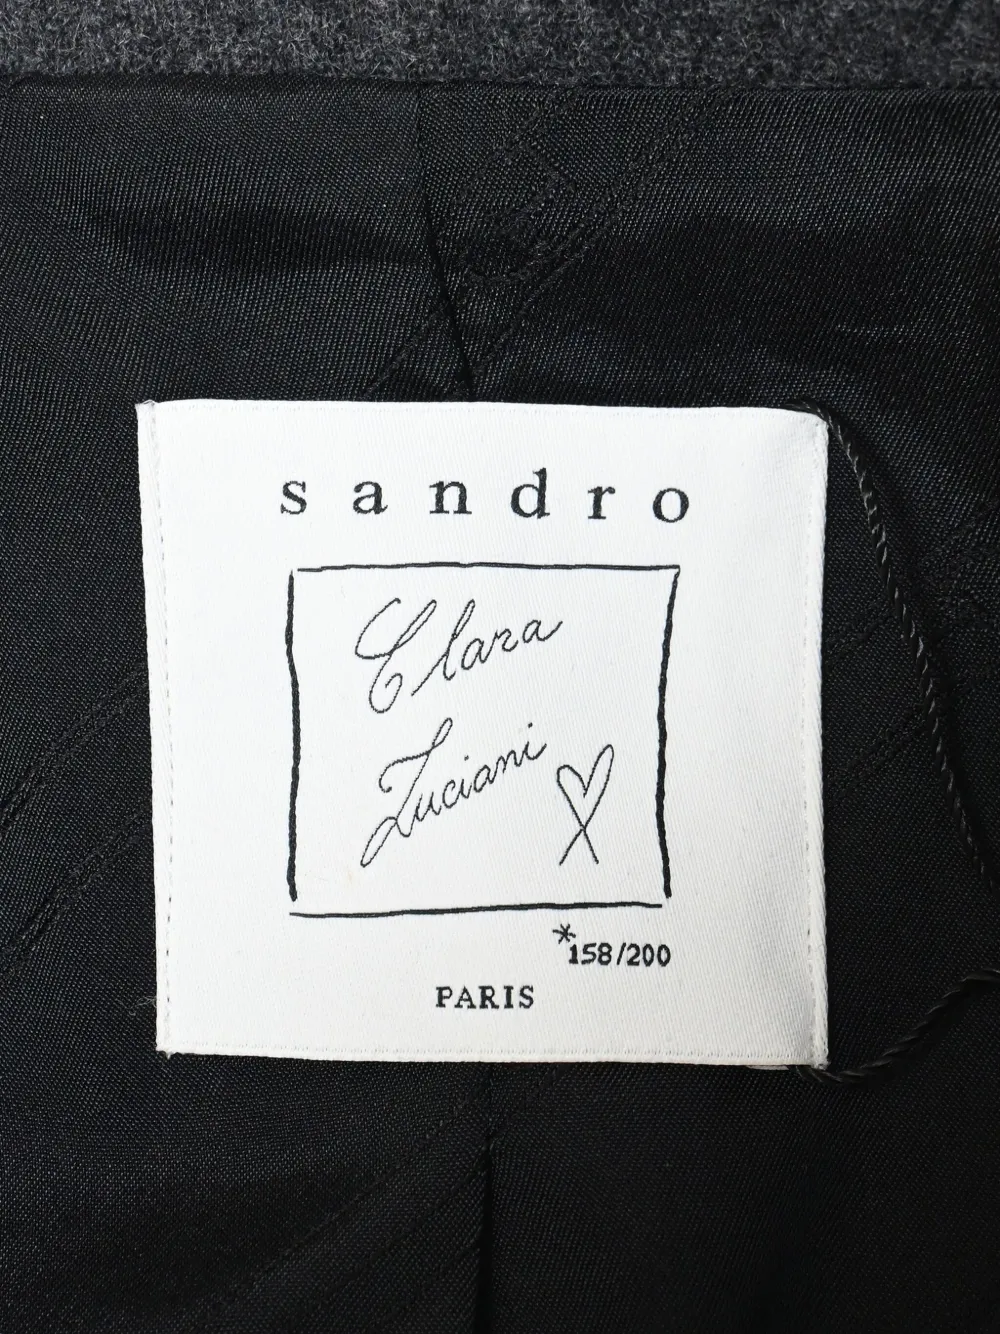 sandro
Clara
Luciani
*158/200
PARIS